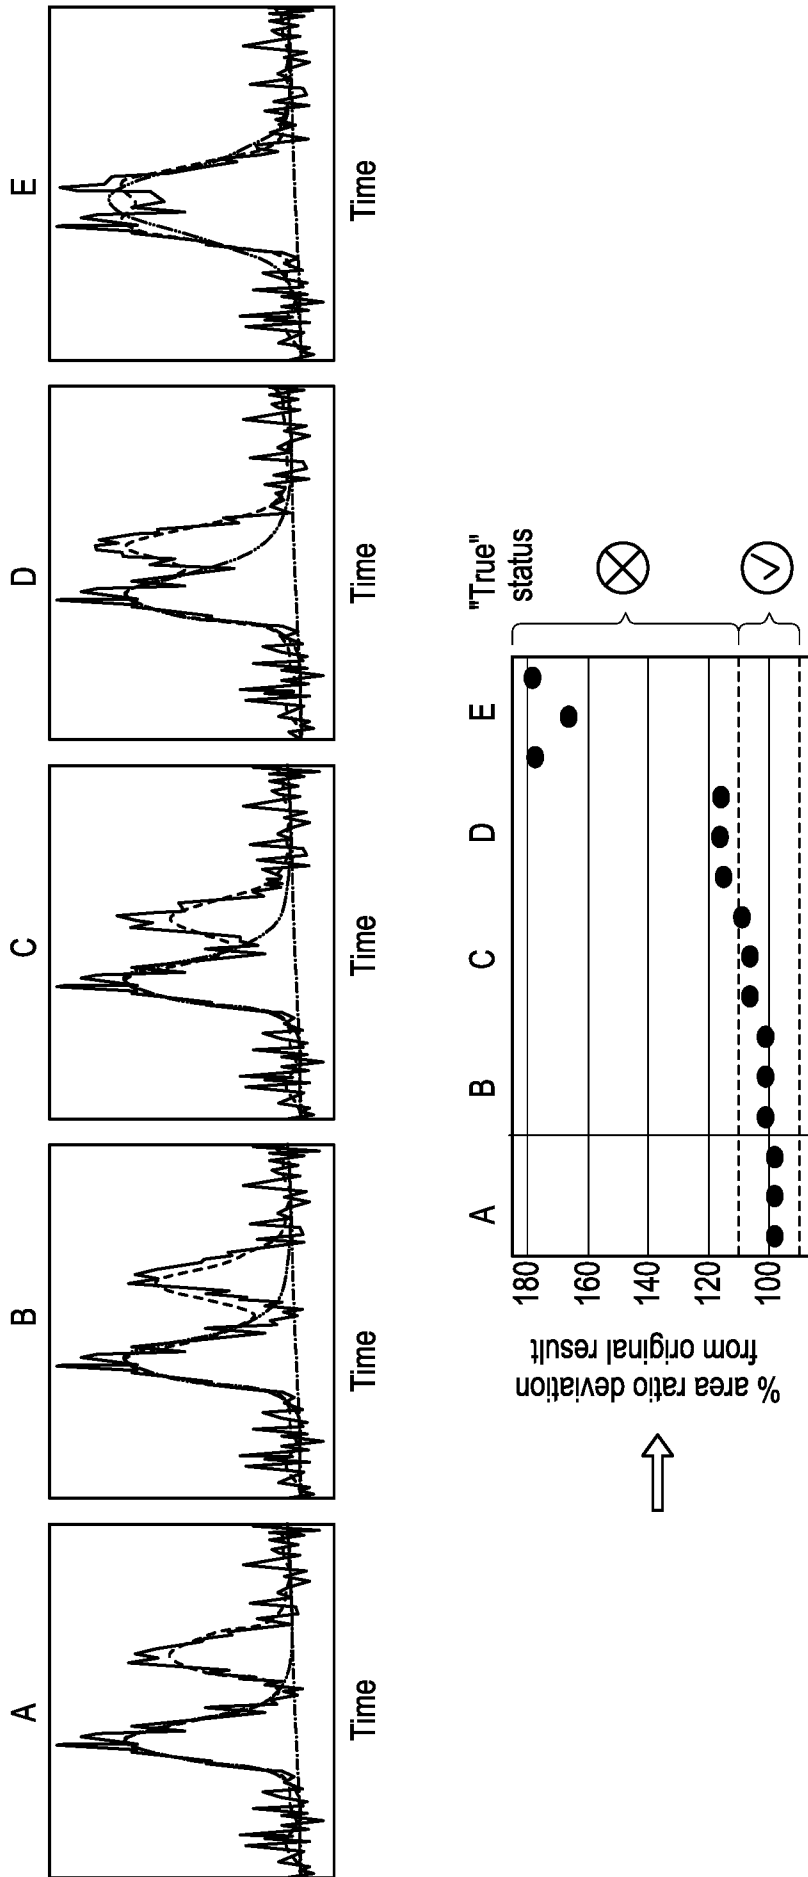 A
B
C
D
E
Time
Time
Time
Time
Time
% area ratio deviation
from original result
180
160
140
120
100
A
B
C
D
E
"True"
status